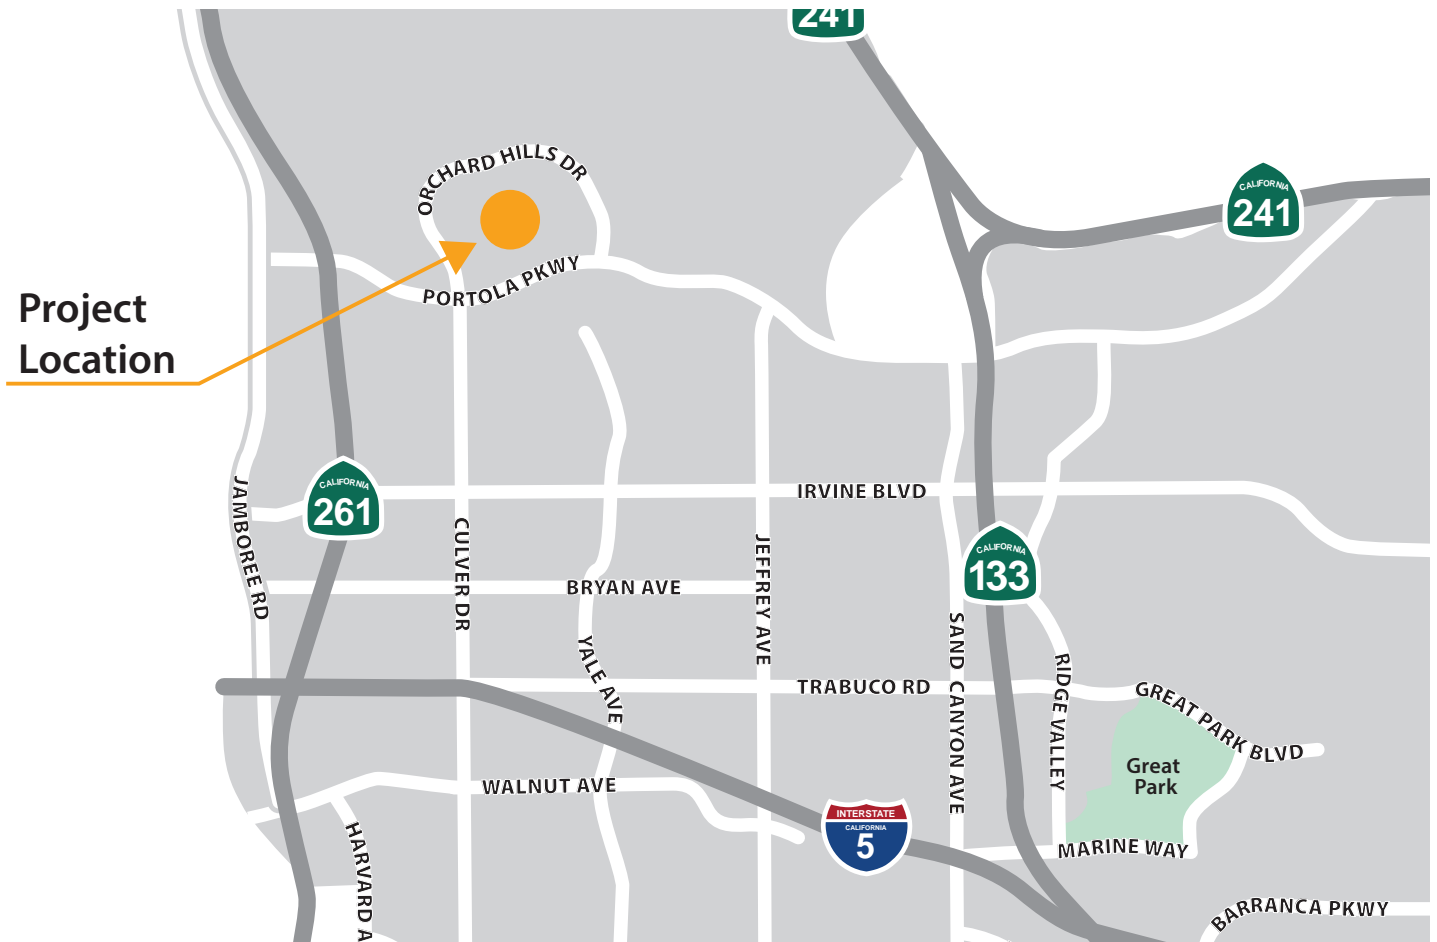 241
ORCHARD HILLS DR
CALIFORNIA
241
PORTOLA PKWY
Project
Location
CALIFORNIA
261
IRVINE BLVD
JAMBOREE RD
CULVER DR
JEFFREY AVE
CALIFORNIA
133
BRYAN AVE
YALE AVE
SAND CANYON AVE
RIDGE VALLEY
TRABUCO RD
GREAT PARK BLVD
Great
Park
WALNUT AVE
INTERSTATE
CALIFORNIA
5
HARVARD A
MARINE WAY
BARRANCA PKWY